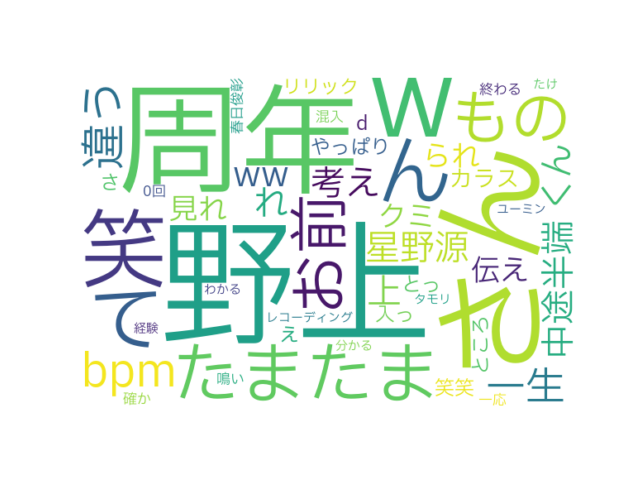 周年
w
もの
リリック
終わる
たけ
春日俊彰
混入
d
違う
やっぱり
られ
さ
ww
ん
カラス
くん
0回
考え
見れ
れ
お前
クミ
ユーミン
そん
笑
野上
星野源
伝え
中途半端
て
上
とっ
わかる
タモリ
入っ
レコーディング
経験
え
ところ
bpm
たまたま
分かる
鳴い
笑笑
一生
確か
一応